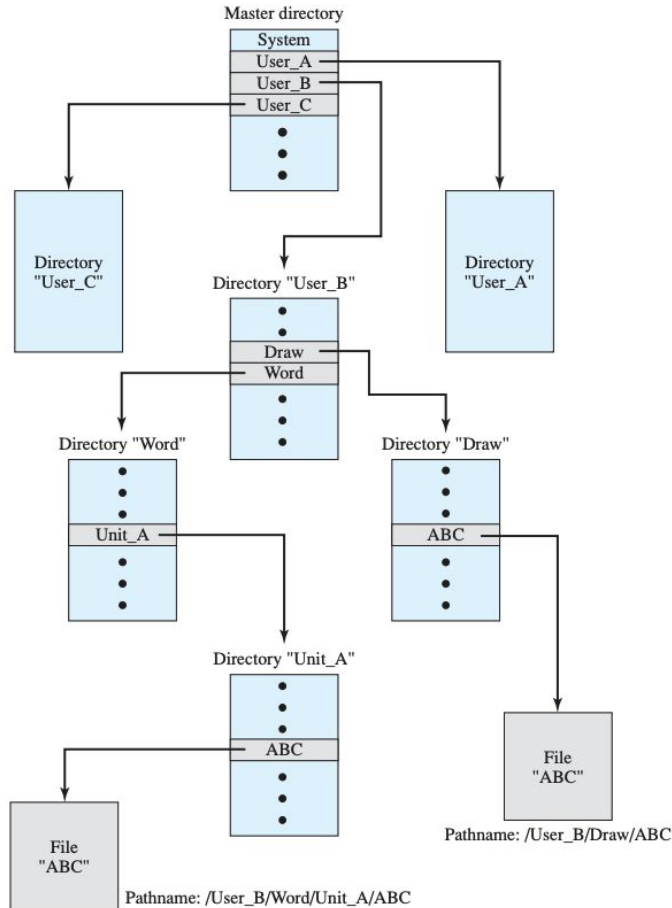 Master directory
System
User_A
User_B
User_C
Directory
"User_C"
Directory
"User_A"
Directory "User_B"
Draw
Word
Directory "Word"
Directory "Draw"
Unit_A
ABC
Directory "Unit_A"
ABC
File
"ABC"
Pathname: /User_B/Draw/ABC
File
"ABC"
Pathname: /User_B/Word/Unit_A/ABC